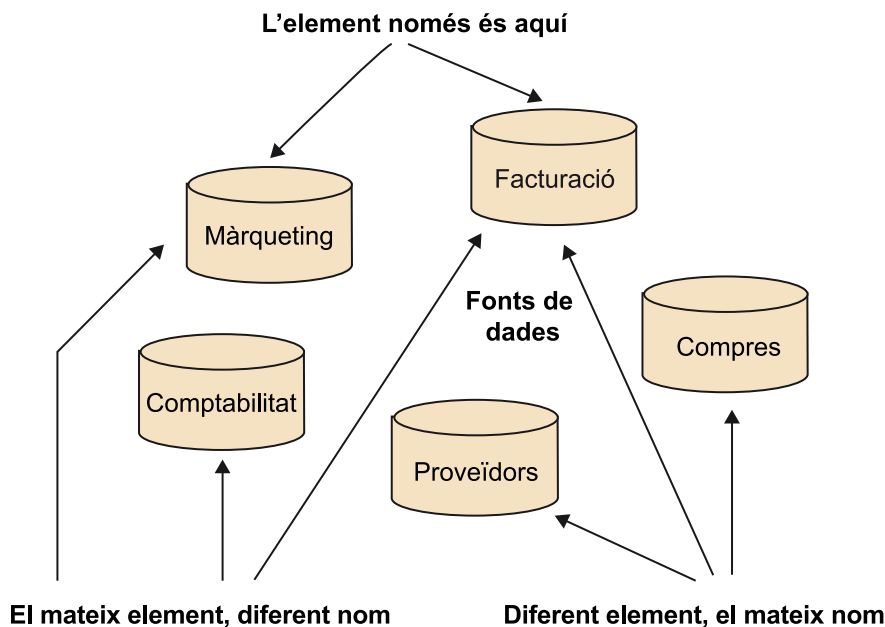 L’element només és aquí
Facturació
Màrqueting
Fonts de
dades
Compres
Comptabilitat
Proveïdors
El mateix element, diferent nom
Diferent element, el mateix nom